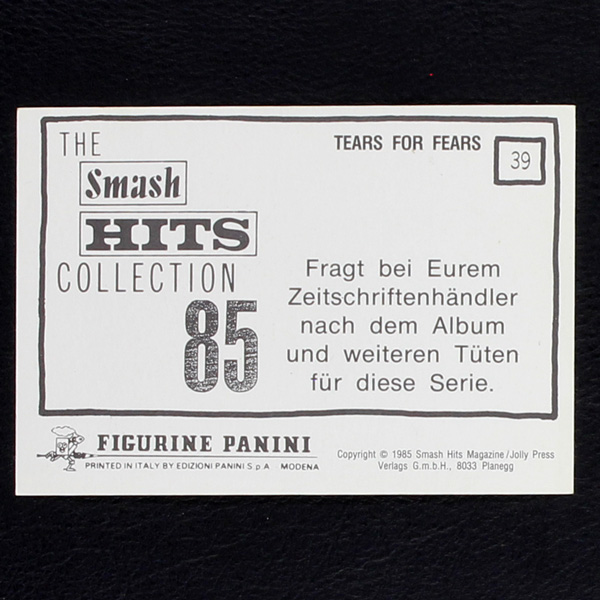 THE
Smash
HITS
COLLECTION
85
TEARS FOR FEARS
39
Fragt bei Eurem
Zeitschriftenhändler
nach dem Album
und weiteren Tüten
für diese Serie.
FIGURINE PANINI
PRINTED IN ITALY BY EDIZIONI PANINI S.p.A. - MODENA
Copyright © 1985 Smash Hits Magazine/Jolly Press
Verlags G.m.b.H., 8033 Planegg